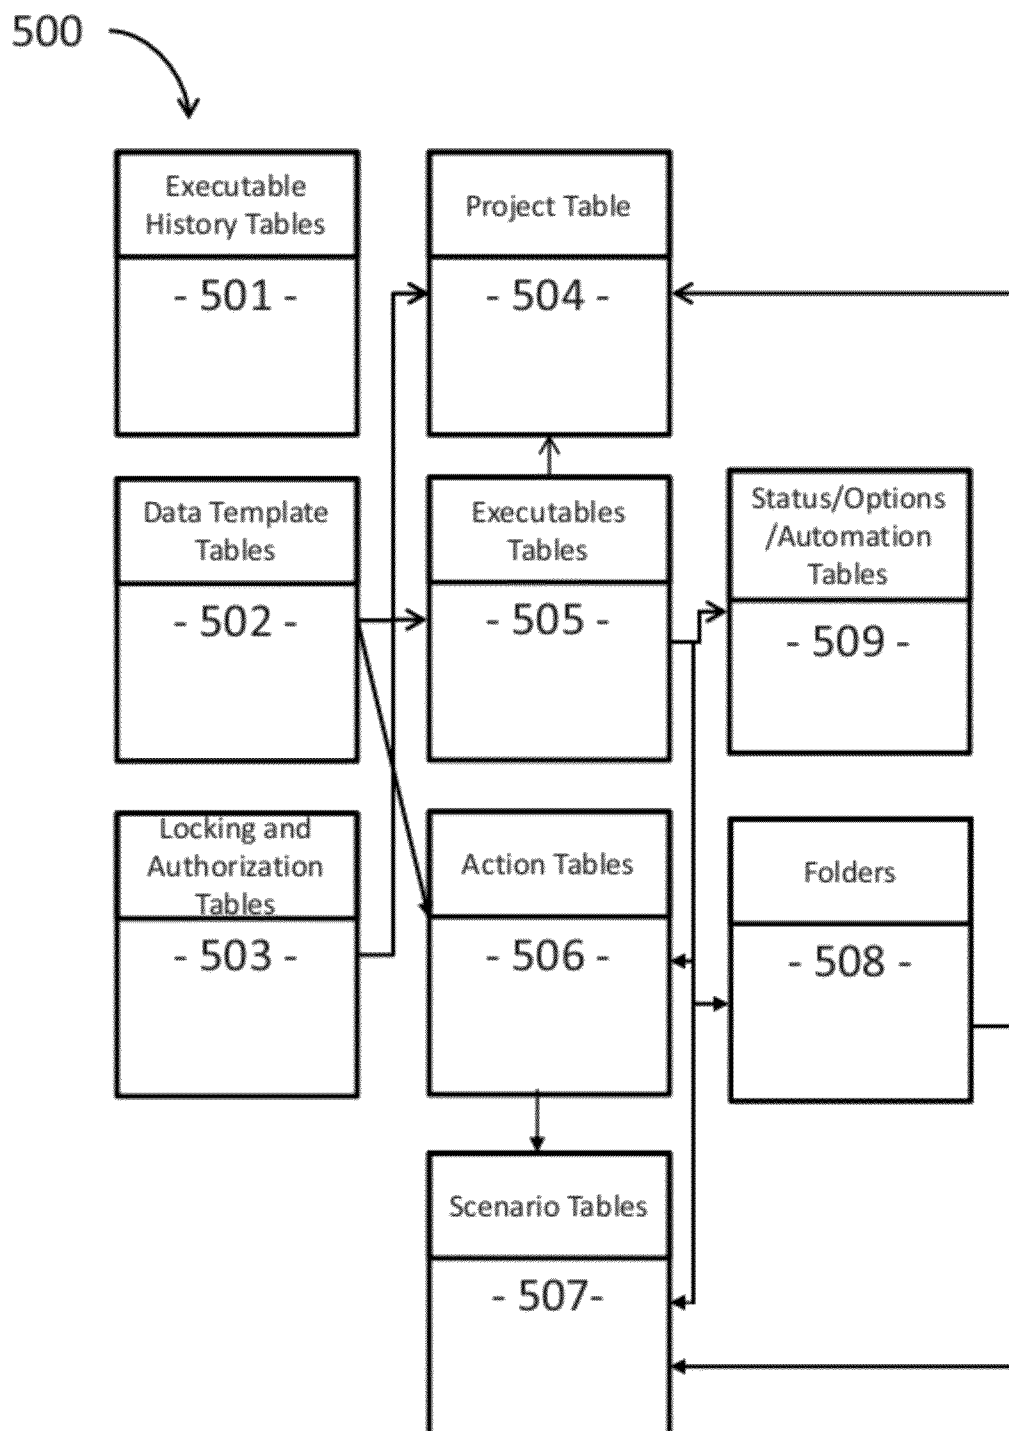 500
Executable
History Tables
- 501 -
Project Table
- 504 -
Data Template
Tables
- 502 -
Executables
Tables
- 505 -
Status/Options
/Automation
Tables
- 509 -
Locking and
Authorization
Tables
- 503 -
Action Tables
- 506 -
Folders
- 508 -
Scenario Tables
- 507-